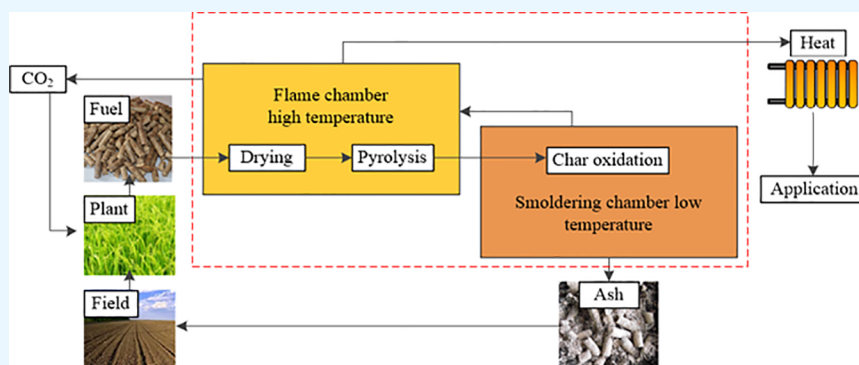 Heat
CO₂
Fuel
Flame chamber
high temperature
Drying
Pyrolysis
Char oxidation
Smoldering chamber low
temperature
Application
Plant
Field
Ash